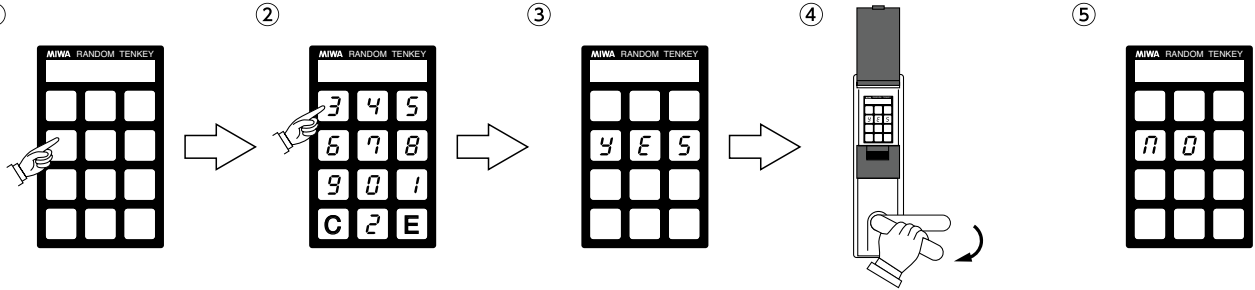 ② ③ ④ ⑤
MIWA RANDOM TENKEY
MIWA RANDOM TENKEY
3 4 5
6 7 8
9 0 1
C 2 E
MIWA RANDOM TENKEY
Y E S
Y E S
MIWA RANDOM TENKEY
N O